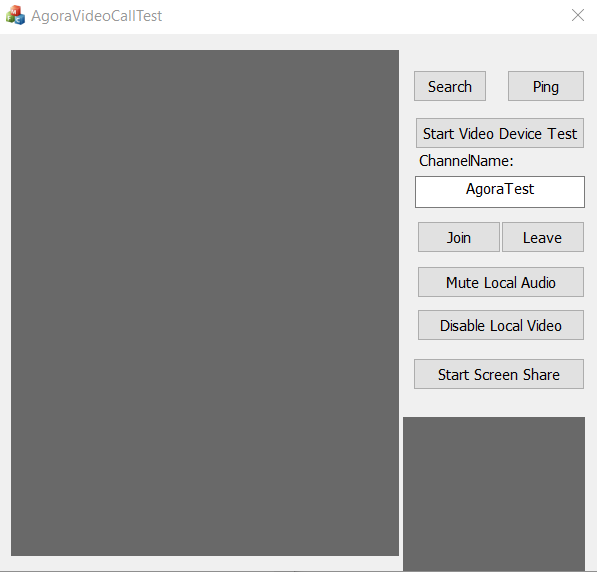 AgoraVideoCallTest
Search
Ping
Start Video Device Test
ChannelName:
AgoraTest
Join
Leave
Mute Local Audio
Disable Local Video
Start Screen Share